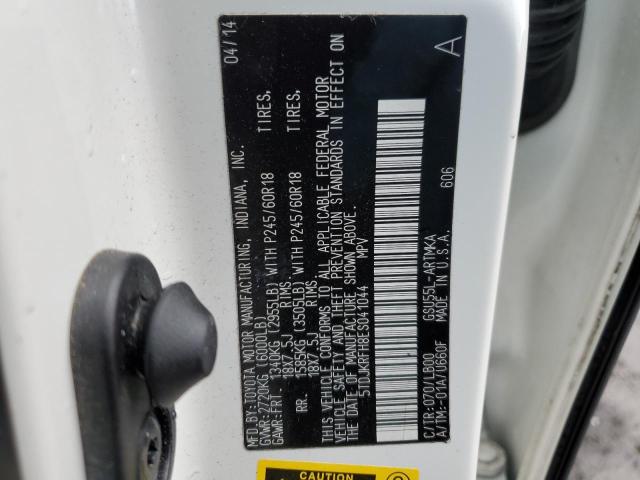 MFD.BY: TOYOTA MOTOR MANUFACTURING, INDIANA, INC. 04/14
GVWR: 2720KG (6000LB)
GAWR: FRT. 1340KG (2955LB) WITH P245/60R18 TIRES,
18X7.5J RIMS.
RR. 1585KG (3505LB) WITH P245/60R18 TIRES,
18X7.5J RIMS
THIS VEHICLE CONFORMS TO ALL APPLICABLE FEDERAL MOTOR
VEHICLE SAFETY AND THEFT PREVENTION STANDARDS IN EFFECT ON
THE DATE OF MANUFACTURE SHOWN ABOVE.
5TDJKRFH8ES041044 MPV
A
606
C/TR: 070/LB00 GSU55L-ARTMKA
A/TM: -01A/U660F MADE IN U.S.A.
CAUTION